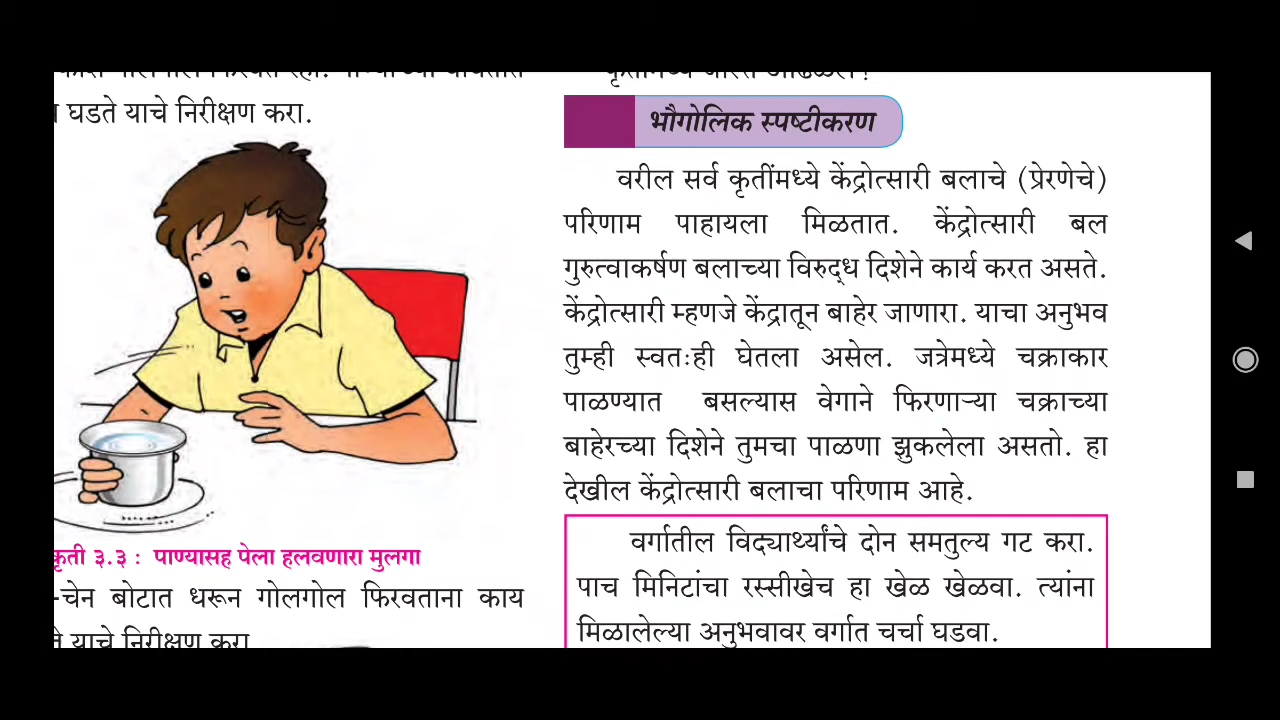 घडते याचे निरीक्षण करा.
कृती ३.३ : पाण्यासह पेला हलवणारा मुलगा
-चेन बोटात धरून गोलगोल फिरवताना काय
याचे निरीक्षण करा
भौगोलिक स्पष्टीकरण
वरील सर्व कृतींमध्ये केंद्रोत्सारी बलाचे (प्रेरणेचे)
परिणाम पाहायला मिळतात. केंद्रोत्सारी बल
गुरुत्वाकर्षण बलाच्या विरुद्ध दिशेने कार्य करत असते.
केंद्रोत्सारी म्हणजे केंद्रातून बाहेर जाणारा. याचा अनुभव
तुम्ही स्वतःही घेतला असेल. जत्रेमध्ये चक्राकार
पाळण्यात बसल्यास वेगाने फिरणाऱ्या चक्राच्या
बाहेरच्या दिशेने तुमचा पाळणा झुकलेला असतो. हा
देखील केंद्रोत्सारी बलाचा परिणाम आहे.
वर्गातील विद्यार्थ्यांचे दोन समतुल्य गट करा.
पाच मिनिटांचा रस्सीखेच हा खेळ खेळवा. त्यांना
मिळालेल्या अनुभवावर वर्गात चर्चा घडवा.